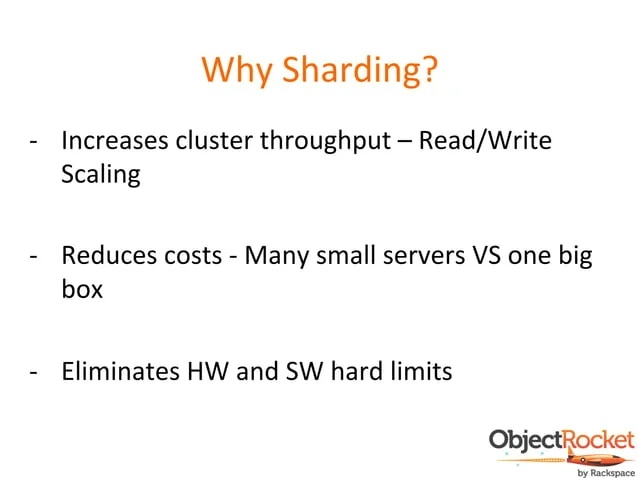 Why Sharding?
- Increases cluster throughput – Read/Write
Scaling
- Reduces costs - Many small servers VS one big
box
- Eliminates HW and SW hard limits
ObjectRocket
by Rackspace